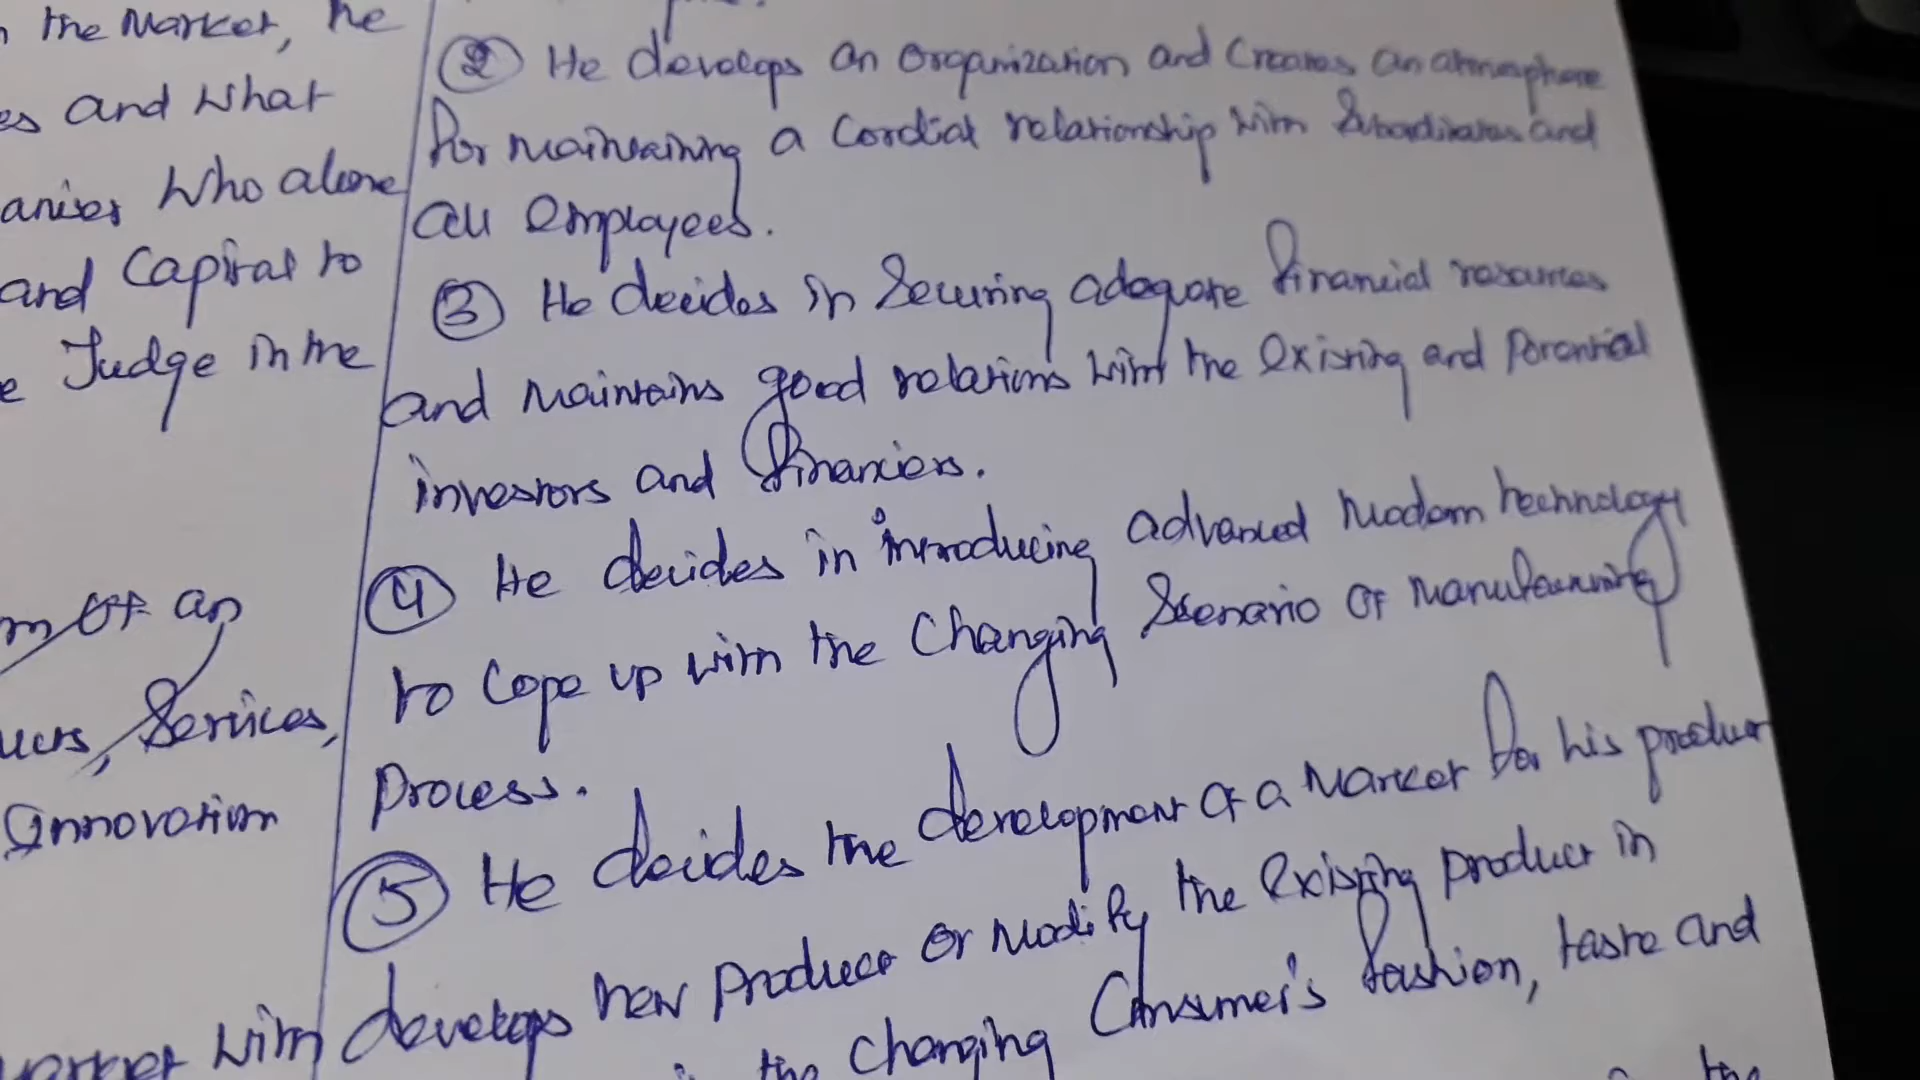 the Market, he
and what
who alone
and Capital to
Judge in the
of an
Services,
Innovation
market with
② He develops an organization and Creates an atmosphere
for maintaining a Cordial relationship with Subordinates and
all employees.
③ He decides in Securing adequate financial resources
and maintains good relations with the existing and potential
investors and financiers.
④ He decides in introducing advanced modern technology
to Cope up with the Changing Scenario of manufacturing
process.
⑤ He decides the development of a Market for his product
develops new product or modify the existing product in
the changing Consumer's fashion, taste and
the